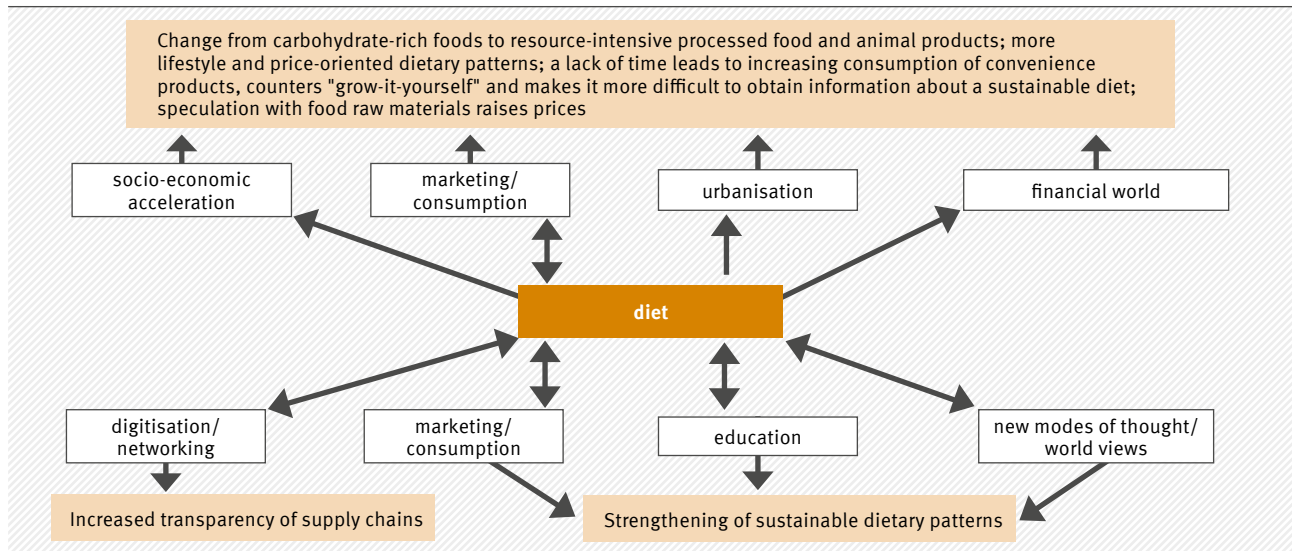 Change from carbohydrate-rich foods to resource-intensive processed food and animal products; more
lifestyle and price-oriented dietary patterns; a lack of time leads to increasing consumption of convenience
products, counters "grow-it-yourself" and makes it more difficult to obtain information about a sustainable diet;
speculation with food raw materials raises prices
socio-economic
acceleration
marketing/
consumption
urbanisation
financial world
diet
digitisation/
networking
marketing/
consumption
education
new modes of thought/
world views
Increased transparency of supply chains
Strengthening of sustainable dietary patterns